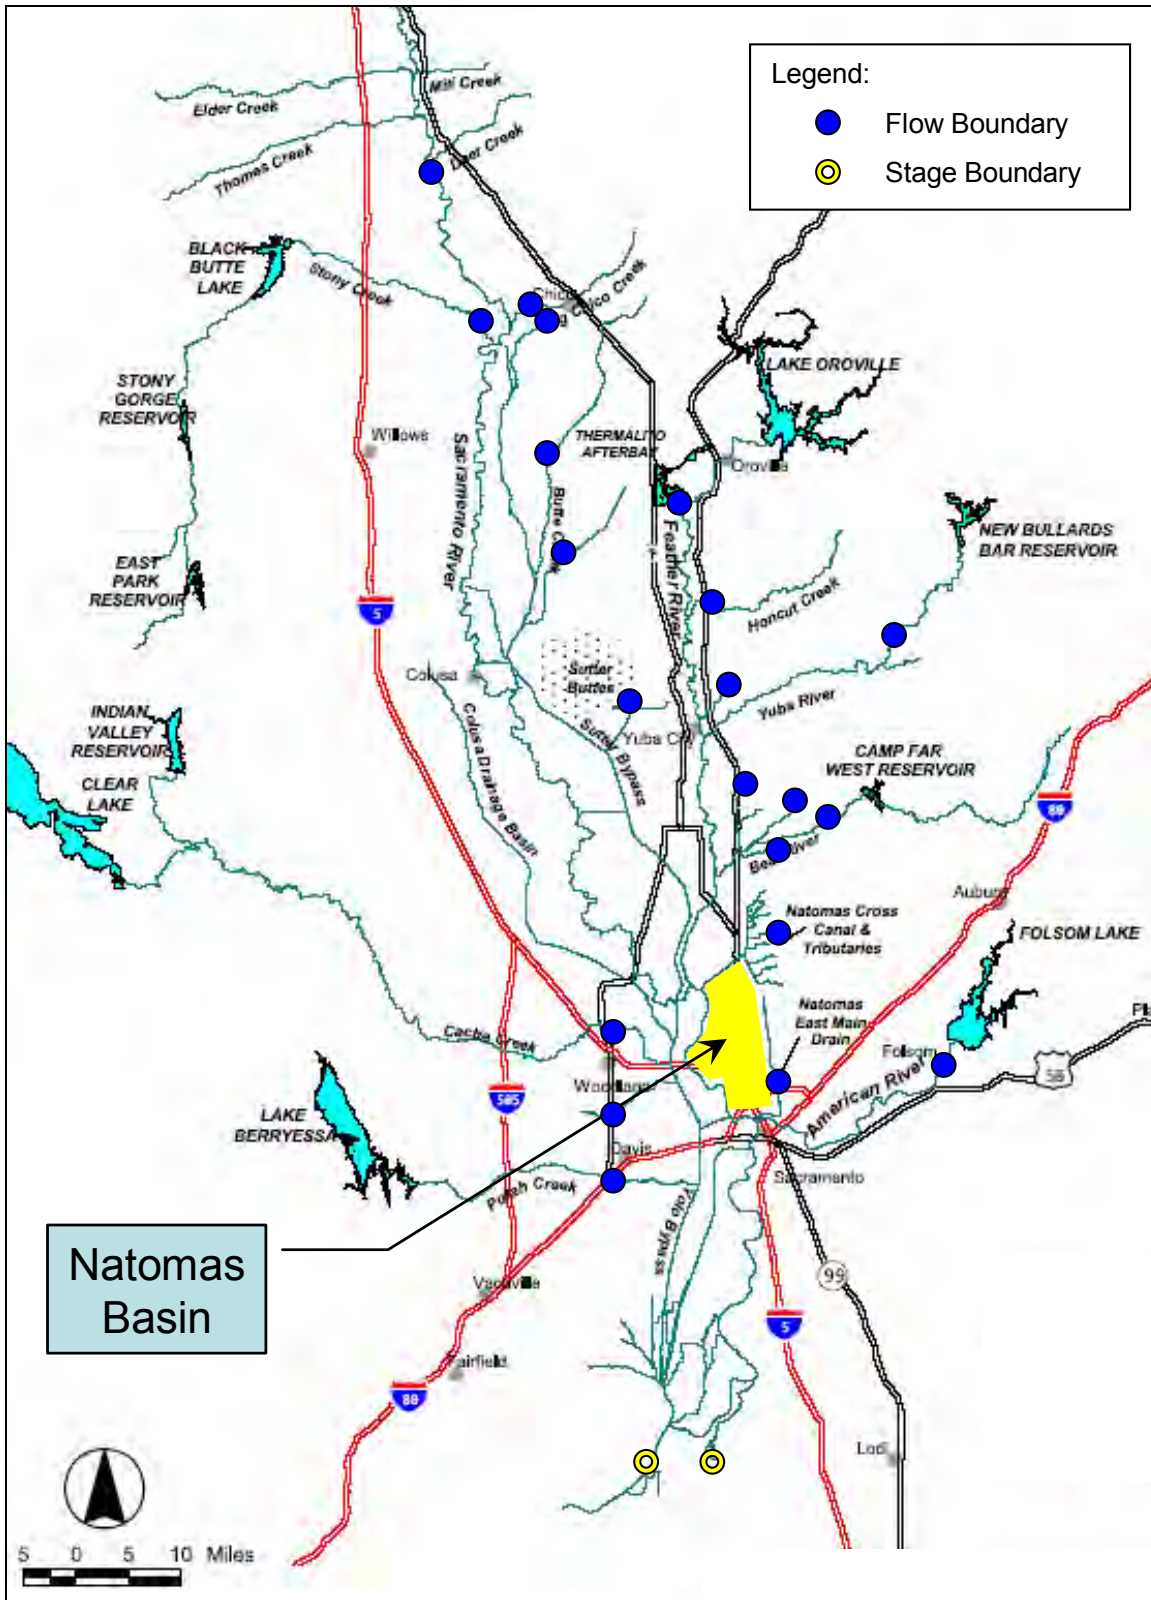 Legend:
Flow Boundary
Stage Boundary
Mill Creek
Elder Creek
Deer Creek
Thomes Creek
BLACK
BUTTE
LAKE
Stony Creek
Chico
Chico Creek
LAKE OROVILLE
STONY
GORGE
RESERVOIR
Willows
Sacramento River
THERMALITO
AFTERBAY
Oroville
Butte
Feather River
NEW BULLARDS
BAR RESERVOIR
EAST
PARK
RESERVOIR
5
Honcut Creek
Sutter
Buttes
Colusa
Yuba River
INDIAN
VALLEY
RESERVOIR
Colusa Drainage Basin
Sutter Bypass
Yuba City
CAMP FAR
WEST RESERVOIR
CLEAR
LAKE
80
Bear River
Auburn
Natomas Cross
Canal &
Tributaries
FOLSOM LAKE
Natomas
East Main
Drain
Cache Creek
Folsom
50
Woodland
American River
505
LAKE
BERRYESSA
Davis
Sacramento
Putah Creek
Yolo Bypass
Natomas
Basin
Vacaville
99
5
Fairfield
80
Lodi
5 0 5 10 Miles